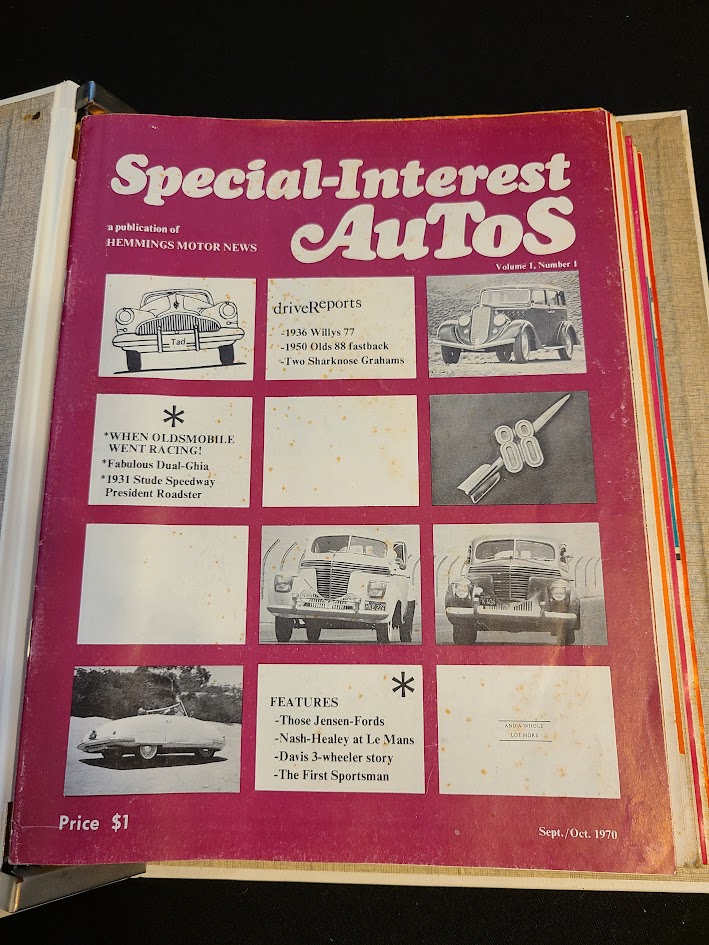 Special-Interest
AuToS
a publication of
HEMMINGS MOTOR NEWS
Volume 1, Number 1
Tad
driveReports
-1936 Willys 77
-1950 Olds 88 fastback
-Two Sharknose Grahams
*
*WHEN OLDSMOBILE
WENT RACING!
*Fabulous Dual-Ghia
*1931 Stude Speedway
President Roadster
88
*
FEATURES
-Those Jensen-Fords
-Nash-Healey at Le Mans
-Davis 3-wheeler story
-The First Sportsman
AND A WHOLE
LOT MORE
Price $1
Sept./Oct. 1970